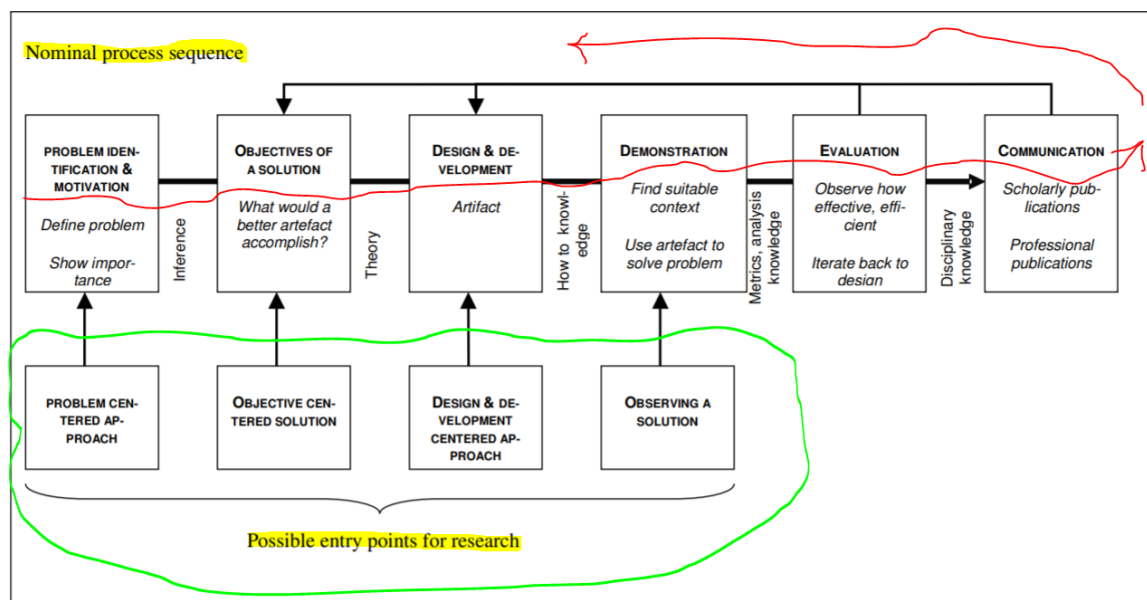 Nominal process sequence
PROBLEM IDEN-
TIFICATION &
MOTIVATION
Define problem
Show impor-
tance
Inference
OBJECTIVES OF
A SOLUTION
What would a
better artefact
accomplish?
Theory
DESIGN & DE-
VELOPMENT
Artifact
How to knowl-
edge
DEMONSTRATION
Find suitable
context
Use artefact to
solve problem
Metrics, analysis
knowledge
EVALUATION
Observe how
effective, effi-
cient
Iterate back to
design
Disciplinary
knowledge
COMMUNICATION
Scholarly pub-
lications
Professional
publications
PROBLEM CEN-
TERED AP-
PROACH
OBJECTIVE CEN-
TERED SOLUTION
DESIGN & DE-
VELOPMENT
CENTERED AP-
PROACH
OBSERVING A
SOLUTION
Possible entry points for research